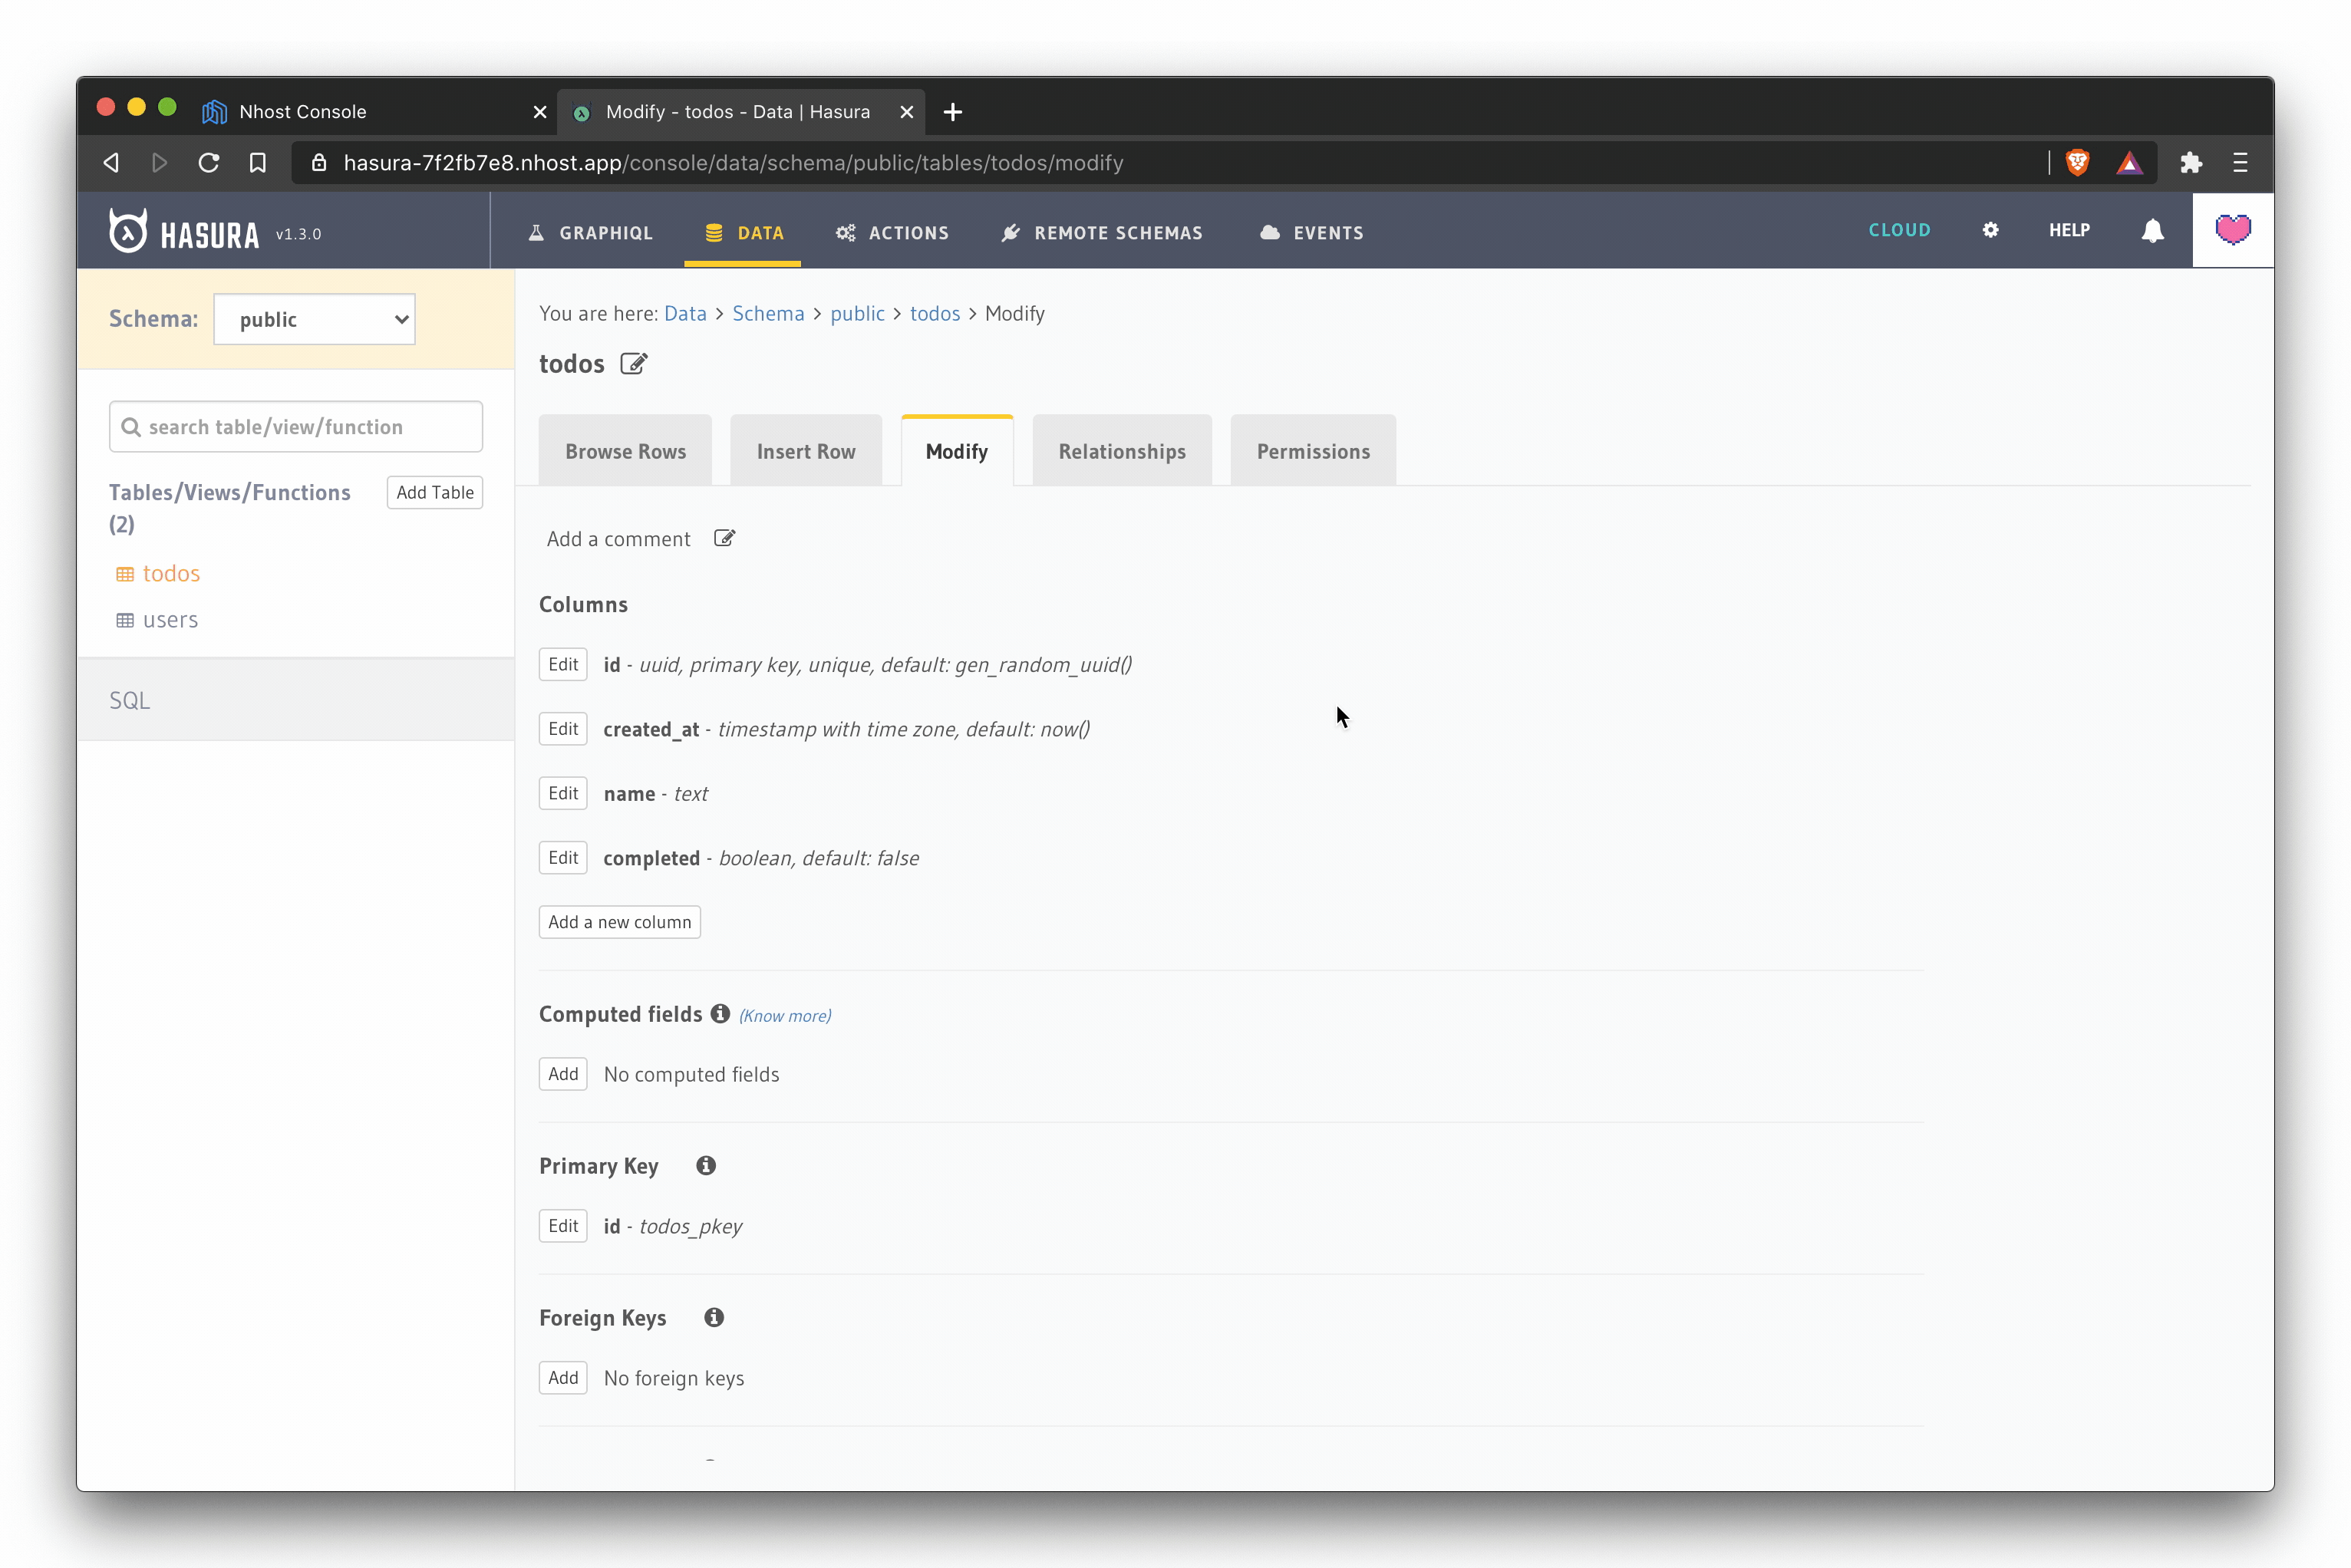 Nhost Console
Modify - todos - Data | Hasura
hasura-7f2fb7e8.nhost.app/console/data/schema/public/tables/todos/modify
HASURA v1.3.0
GRAPHIQL
DATA
ACTIONS
REMOTE SCHEMAS
EVENTS
CLOUD
HELP
Schema: public
search table/view/function
Tables/Views/Functions
(2)
Add Table
todos
users
SQL
You are here: Data > Schema > public > todos > Modify
todos
Browse Rows
Insert Row
Modify
Relationships
Permissions
Add a comment
Columns
Edit id - uuid, primary key, unique, default: gen_random_uuid()
Edit created_at - timestamp with time zone, default: now()
Edit name - text
Edit completed - boolean, default: false
Add a new column
Computed fields (Know more)
Add No computed fields
Primary Key
Edit id - todos_pkey
Foreign Keys
Add No foreign keys